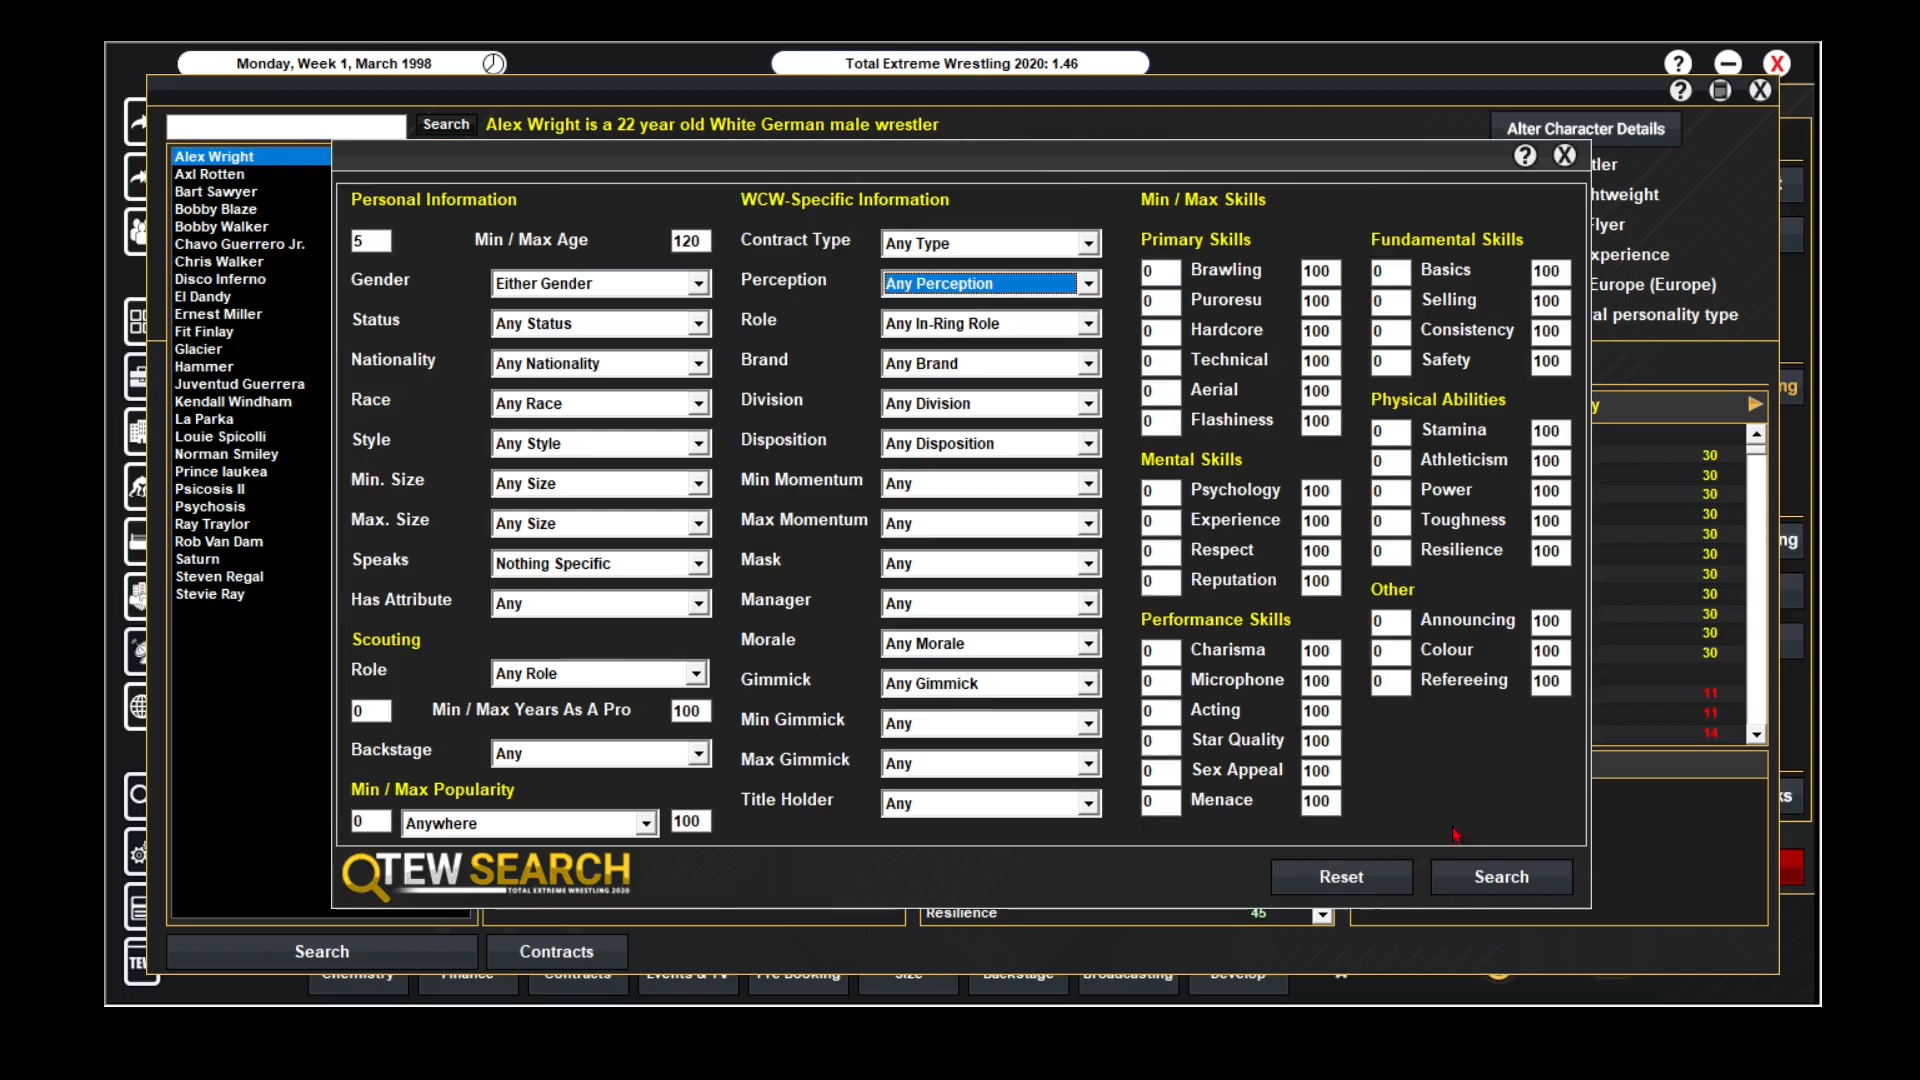 Monday, Week 1, March 1998
Total Extreme Wrestling 2020: 1.46
? X
? X
Search
Alex Wright is a 22 year old White German male wrestler
Alter Character Details
? X
Alex Wright
Axl Rotten
Bart Sawyer
Bobby Blaze
Bobby Walker
Chavo Guerrero Jr.
Chris Walker
Disco Inferno
El Dandy
Ernest Miller
Fit Finlay
Glacier
Hammer
Juventud Guerrera
Kendall Windham
La Parka
Louie Spicolli
Norman Smiley
Prince Iaukea
Psicosis II
Psychosis
Ray Traylor
Rob Van Dam
Saturn
Steven Regal
Stevie Ray
Personal Information
5 Min / Max Age 120
Gender Either Gender
Status Any Status
Nationality Any Nationality
Race Any Race
Style Any Style
Min. Size Any Size
Max. Size Any Size
Speaks Nothing Specific
Has Attribute Any
Scouting
Role Any Role
0 Min / Max Years As A Pro 100
Backstage Any
Min / Max Popularity
0 Anywhere 100
WCW-Specific Information
Contract Type Any Type
Perception Any Perception
Role Any In-Ring Role
Brand Any Brand
Division Any Division
Disposition Any Disposition
Min Momentum Any
Max Momentum Any
Mask Any
Manager Any
Morale Any Morale
Gimmick Any Gimmick
Min Gimmick Any
Max Gimmick Any
Title Holder Any
Min / Max Skills
Primary Skills
0 Brawling 100
0 Puroresu 100
0 Hardcore 100
0 Technical 100
0 Aerial 100
0 Flashiness 100
Mental Skills
0 Psychology 100
0 Experience 100
0 Respect 100
0 Reputation 100
Performance Skills
0 Charisma 100
0 Microphone 100
0 Acting 100
0 Star Quality 100
0 Sex Appeal 100
0 Menace 100
Fundamental Skills
0 Basics 100
0 Selling 100
0 Consistency 100
0 Safety 100
Physical Abilities
0 Stamina 100
0 Athleticism 100
0 Power 100
0 Toughness 100
0 Resilience 100
Other
0 Announcing 100
0 Colour 100
0 Refereeing 100
TEW SEARCH
TOTAL EXTREME WRESTLING 2020
Reset
Search
tler
htweight
Flyer
xperience
Europe (Europe)
al personality type
ng
y
30
30
30
30
30
30
30
30
30
30
30
11
11
14
ng
ks
Resilience 45
Search
Contracts
TEW
Chemistry
Finance
Contracts
Events & TV
Pre Booking
Size
Backstage
Broadcasting
Develop